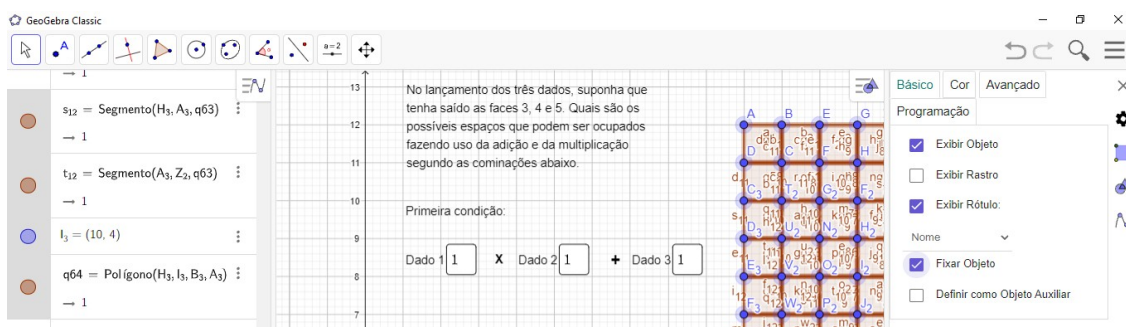 GeoGebra Classic
A
a=2
→ 1
s12 = Segmento(H3, A3, q63)
→ 1
t12 = Segmento(A3, Z2, q63)
→ 1
I3 = (10, 4)
q64 = Polígono(H3, I3, B3, A3)
→ 1
13
12
11
10
9
8
7
No lançamento dos três dados, suponha que
tenha saído as faces 3, 4 e 5. Quais são os
possíveis espaços que podem ser ocupados
fazendo uso da adição e da multiplicação
segundo as cominações abaixo.
Primeira condição:
Dado 1 1 X Dado 2 1 + Dado 3 1
A B E G
D C F H
C3 T2 G2 F2
D3 U2 N2 H2
E3 V2 O2 I2
F3 W2 P2 J2
Básico Cor Avançado
Programação
Exibir Objeto
Exibir Rastro
Exibir Rótulo:
Nome
Fixar Objeto
Definir como Objeto Auxiliar